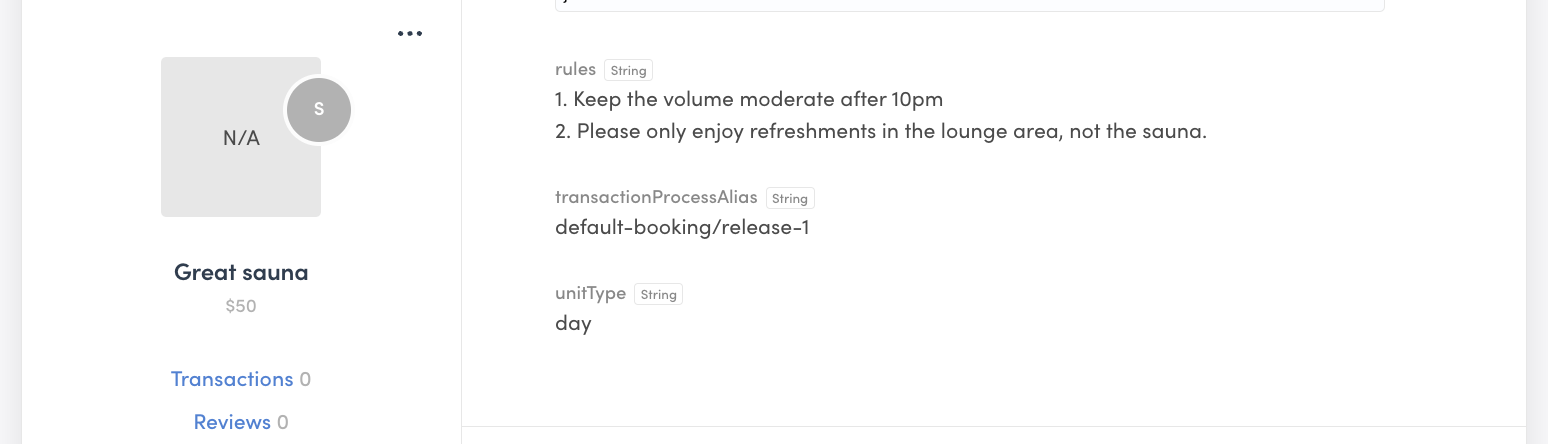 N/A
S
Great sauna
$50
Transactions 0
Reviews 0
rules String
1. Keep the volume moderate after 10pm
2. Please only enjoy refreshments in the lounge area, not the sauna.
transactionProcessAlias String
default-booking/release-1
unitType String
day